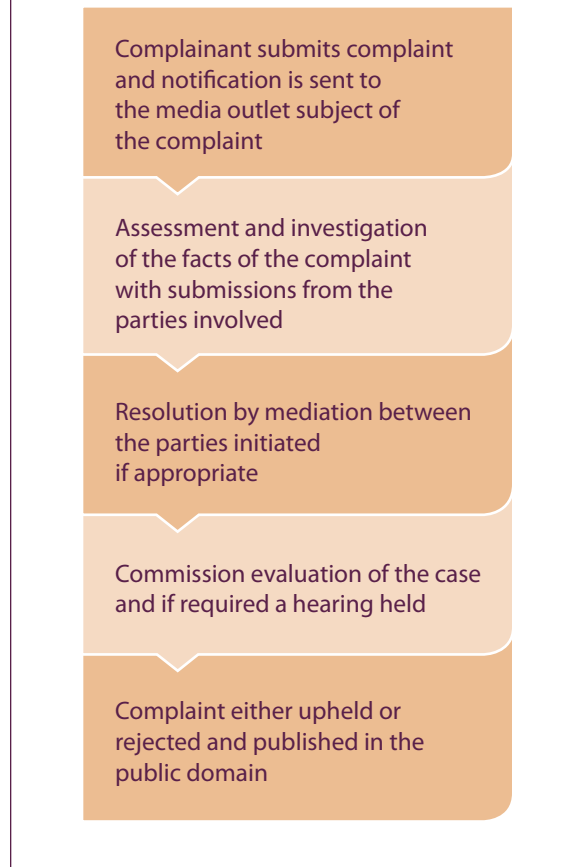 Complainant submits complaint
and notification is sent to
the media outlet subject of
the complaint
Assessment and investigation
of the facts of the complaint
with submissions from the
parties involved
Resolution by mediation between
the parties initiated
if appropriate
Commission evaluation of the case
and if required a hearing held
Complaint either upheld or
rejected and published in the
public domain